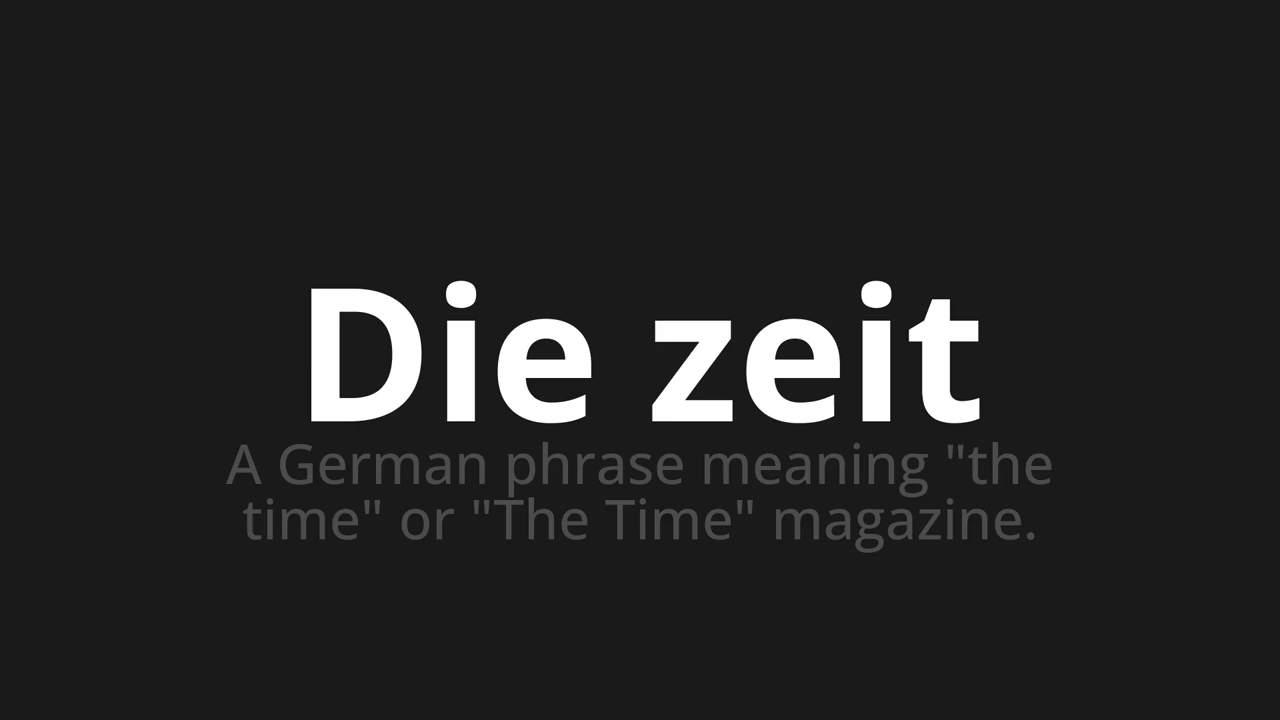 Die zeit
A German phrase meaning "the
time" or "The Time" magazine.